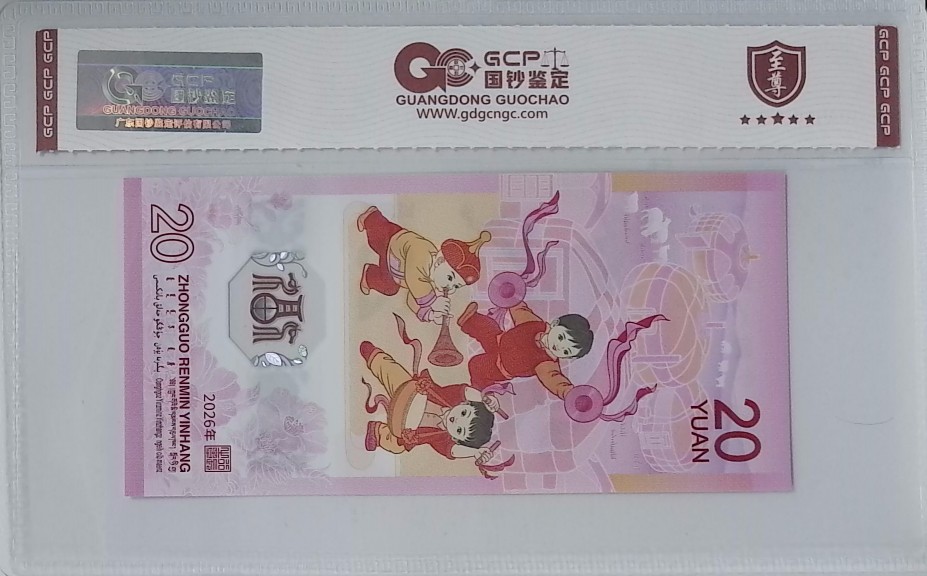 GCP GCP GCP
GCP
国钞鉴定
GUANGDONG GUOCHAO
广东国钞鉴定评估有限公司
GCP
国钞鉴定
GUANGDONG GUOCHAO
WWW.gdgcngc.com
至尊
GCP GCP GCP
20
ZHONGGUO RENMIN YINHANG
2026年
20
YUAN